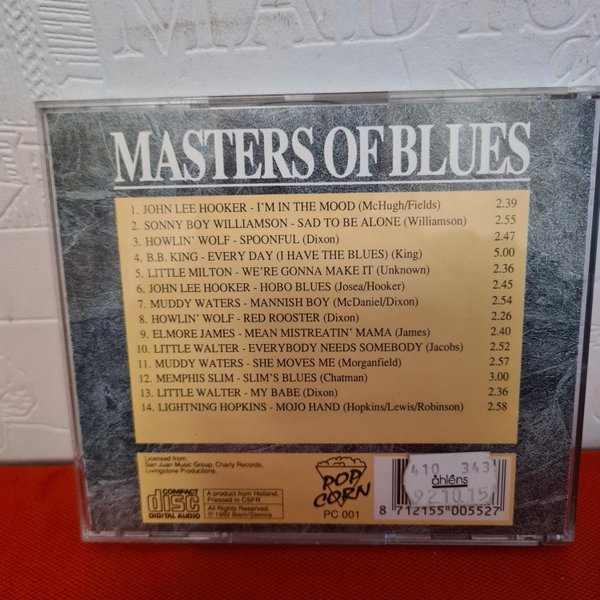 MASTERS OF BLUES
1. JOHN LEE HOOKER - I'M IN THE MOOD (McHugh/Fields) 2.39
2. SONNY BOY WILLIAMSON - SAD TO BE ALONE (Williamson) 2.55
3. HOWLIN' WOLF - SPOONFUL (Dixon) 2.47
4. B.B. KING - EVERY DAY (I HAVE THE BLUES) (King) 5.00
5. LITTLE MILTON - WE'RE GONNA MAKE IT (Unknown) 2.36
6. JOHN LEE HOOKER - HOBO BLUES (Josea/Hooker) 2.45
7. MUDDY WATERS - MANNISH BOY (McDaniel/Dixon) 2.54
8. HOWLIN' WOLF - RED ROOSTER (Dixon) 2.26
9. ELMORE JAMES - MEAN MISTREATIN' MAMA (James) 2.40
10. LITTLE WALTER - EVERYBODY NEEDS SOMEBODY (Jacobs) 2.52
11. MUDDY WATERS - SHE MOVES ME (Morganfield) 2.57
12. MEMPHIS SLIM - SLIM'S BLUES (Chatman) 3.00
13. LITTLE WALTER - MY BABE (Dixon) 2.36
14. LIGHTNING HOPKINS - MOJO HAND (Hopkins/Lewis/Robinson) 2.58
Licensed from:
San Juan Music Group, Charly Records,
Livingstone Productions.
COMPACT
disc
DIGITAL AUDIO
A product from Holland,
Pressed in CSFR
All Rights Reserved.
© 1992 Biem/Stemra.
POP
CORN
PC 001
410 343
åhléns
921015
8 712155 005527